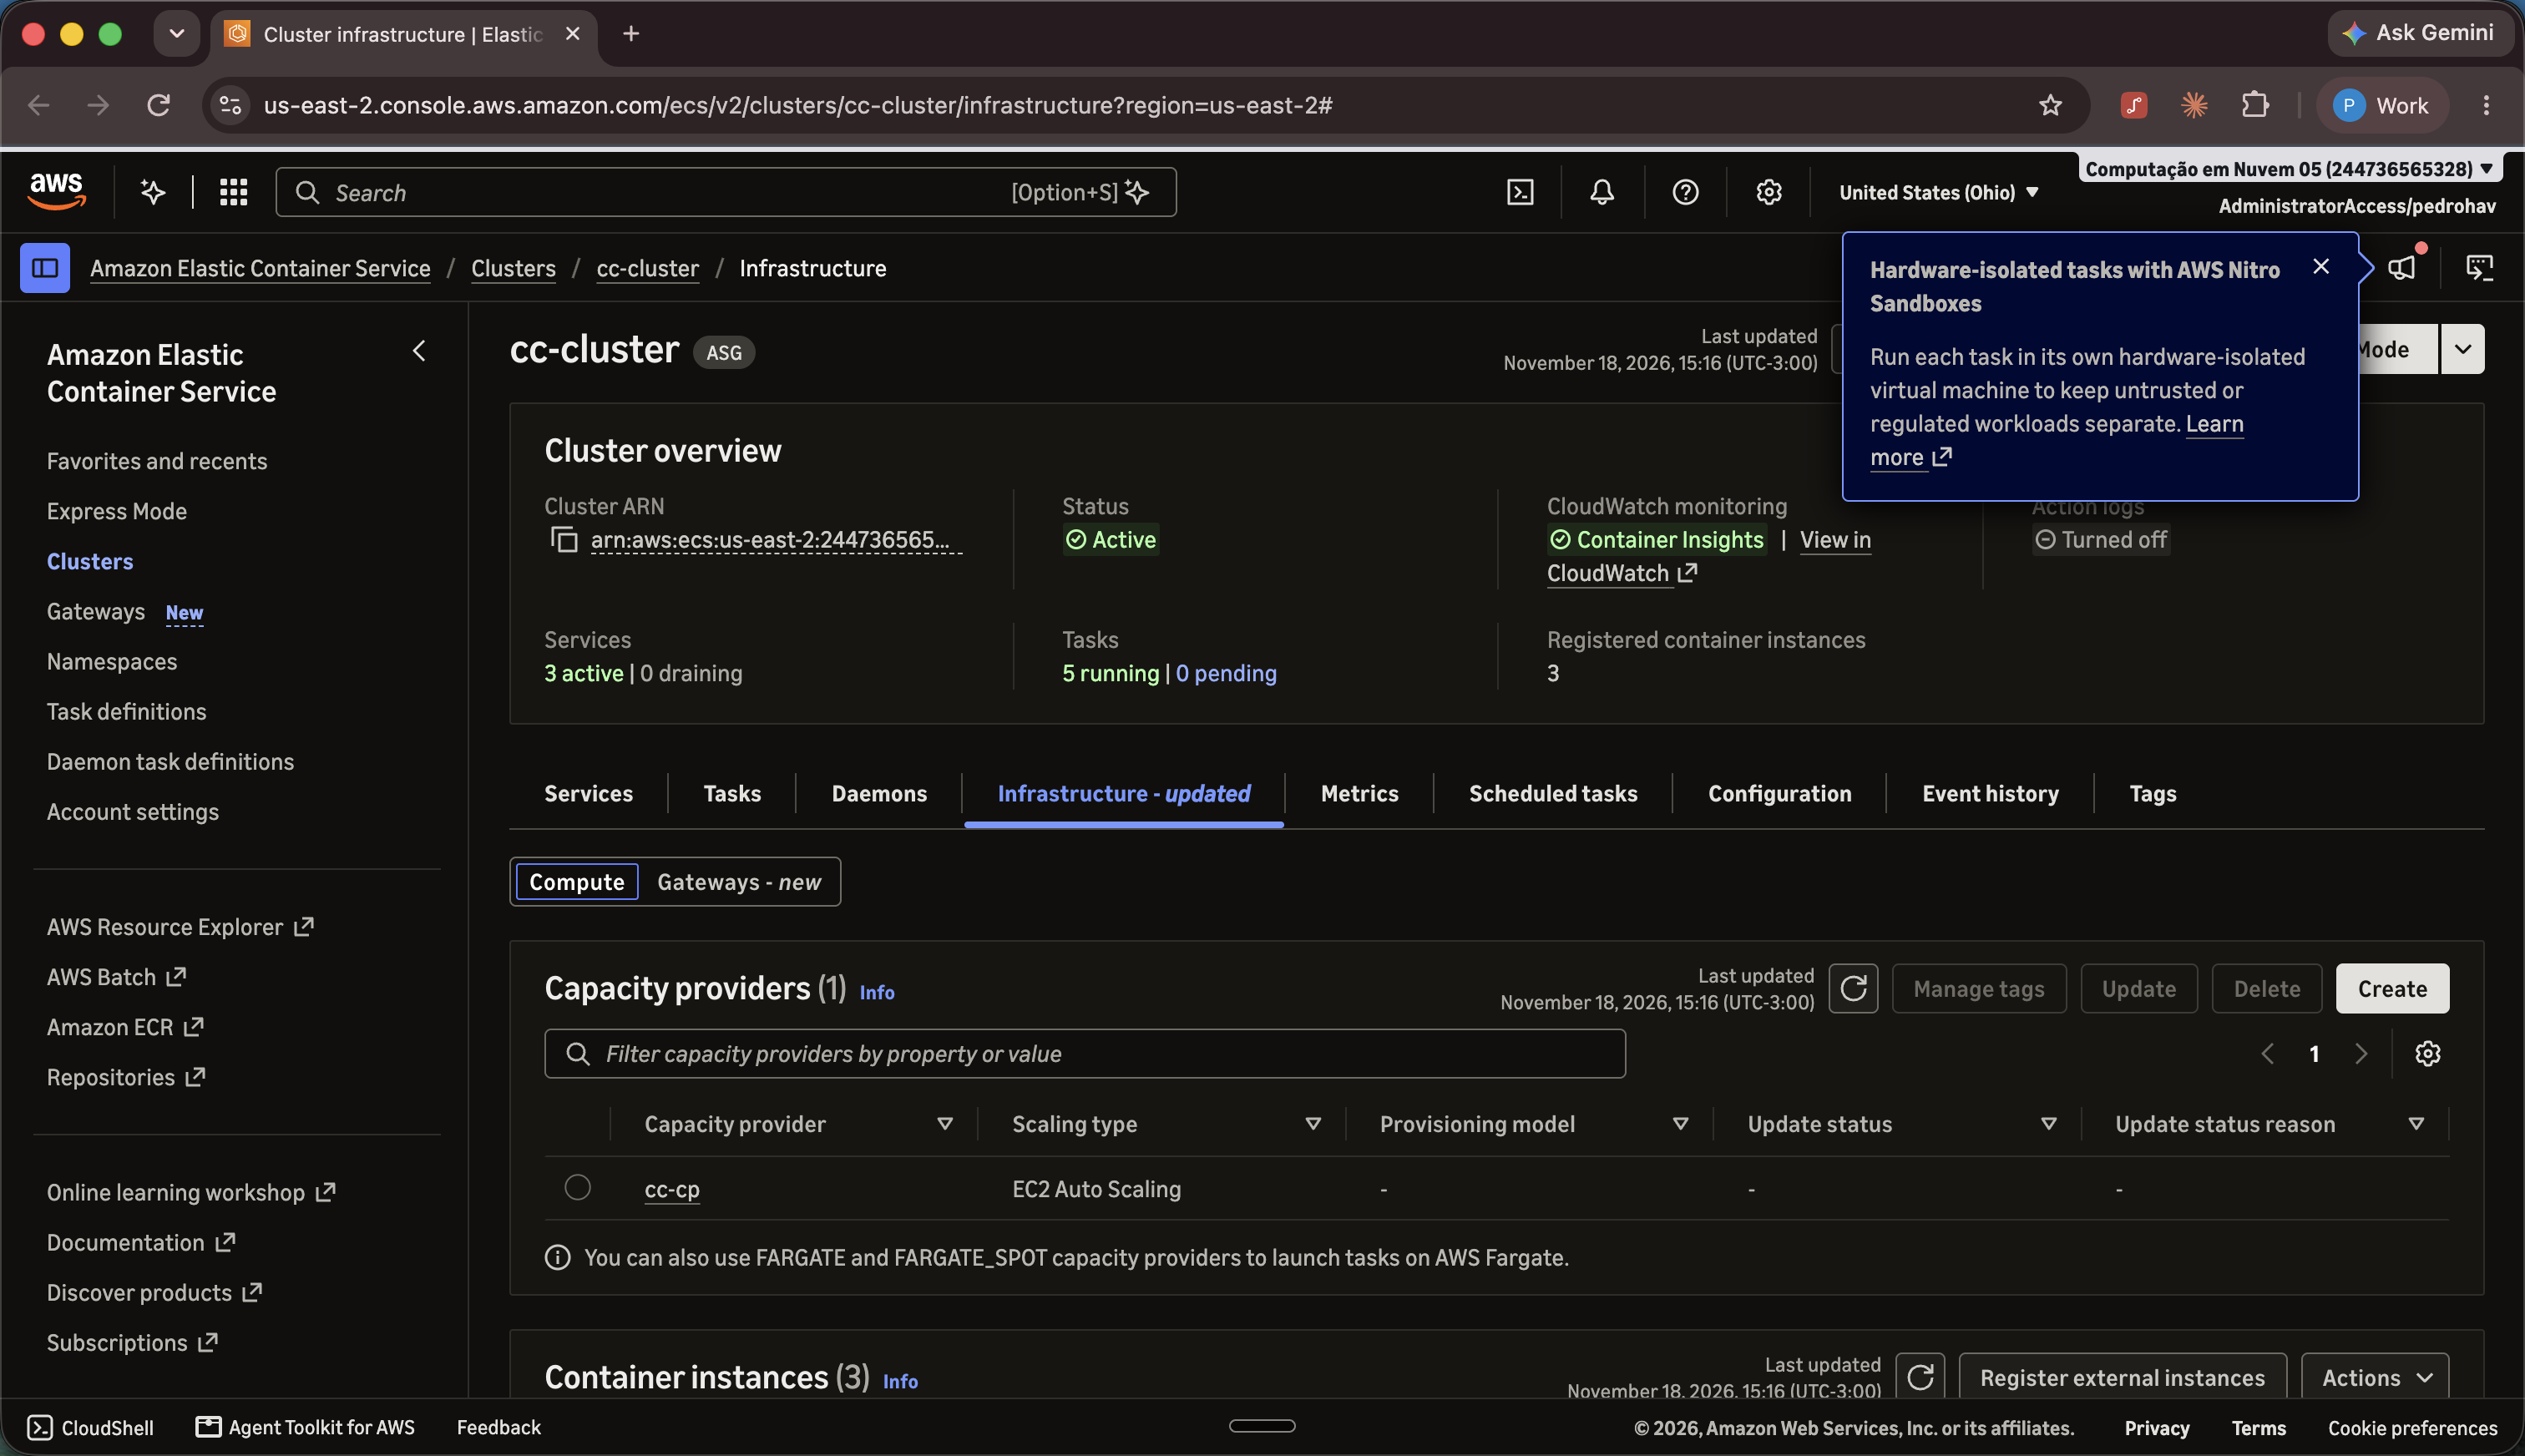 Cluster infrastructure | Elastic
Ask Gemini
us-east-2.console.aws.amazon.com/ecs/v2/clusters/cc-cluster/infrastructure?region=us-east-2#
P Work
aws
Search
[Option+S]
United States (Ohio)
Computação em Nuvem 05 (244736565328)
AdministratorAccess/pedrohav
Amazon Elastic Container Service / Clusters / cc-cluster / Infrastructure
Hardware-isolated tasks with AWS Nitro
Sandboxes
Run each task in its own hardware-isolated
virtual machine to keep untrusted or
regulated workloads separate. Learn
more
Amazon Elastic
Container Service
Favorites and recents
Express Mode
Clusters
Gateways New
Namespaces
Task definitions
Daemon task definitions
Account settings
AWS Resource Explorer
AWS Batch
Amazon ECR
Repositories
Online learning workshop
Documentation
Discover products
Subscriptions
cc-cluster ASG
Last updated
November 18, 2026, 15:16 (UTC-3:00)
Mode
Cluster overview
Cluster ARN
arn:aws:ecs:us-east-2:244736565...
Status
Active
CloudWatch monitoring
Container Insights | View in
CloudWatch
Action logs
Turned off
Services
3 active | 0 draining
Tasks
5 running | 0 pending
Registered container instances
3
Services
Tasks
Daemons
Infrastructure - updated
Metrics
Scheduled tasks
Configuration
Event history
Tags
Compute
Gateways - new
Capacity providers (1) Info
Last updated
November 18, 2026, 15:16 (UTC-3:00)
Manage tags
Update
Delete
Create
Filter capacity providers by property or value
1
Capacity provider
Scaling type
Provisioning model
Update status
Update status reason
cc-cp
EC2 Auto Scaling
-
-
-
You can also use FARGATE and FARGATE_SPOT capacity providers to launch tasks on AWS Fargate.
Container instances (3) Info
Last updated
November 18, 2026, 15:16 (UTC-3:00)
Register external instances
Actions
CloudShell
Agent Toolkit for AWS
Feedback
© 2026, Amazon Web Services, Inc. or its affiliates.
Privacy
Terms
Cookie preferences